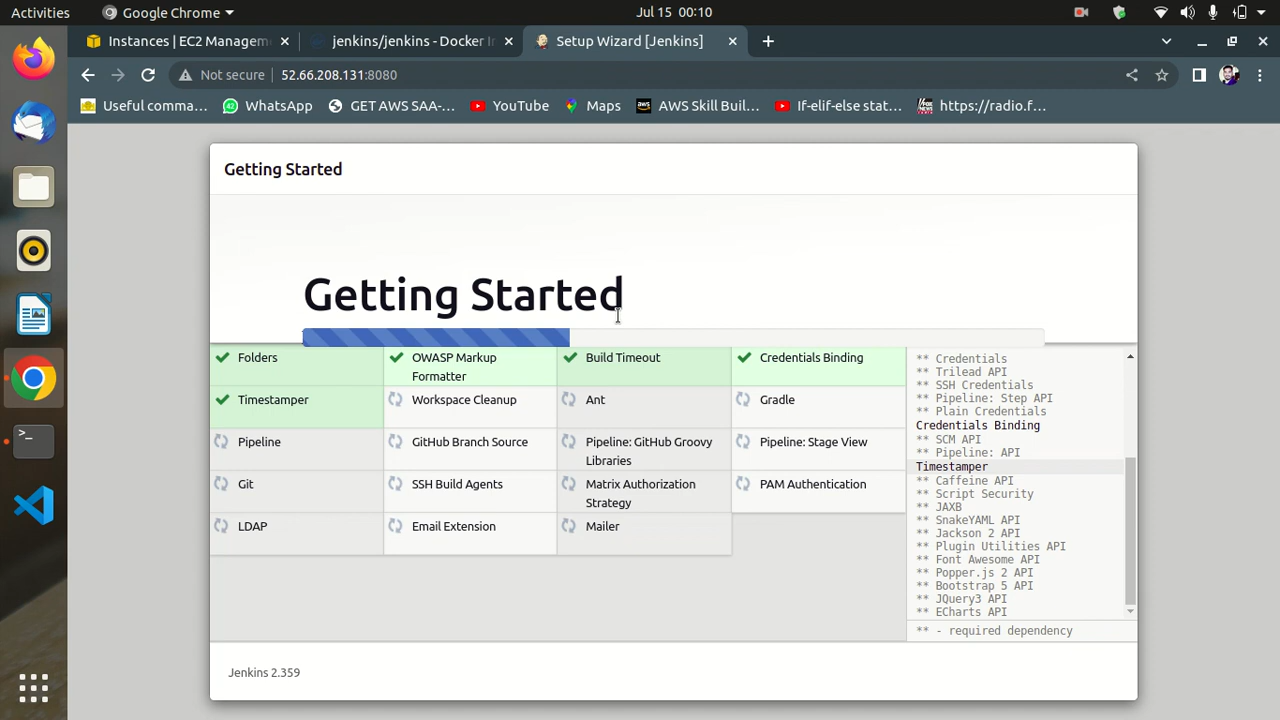 Activities
Google Chrome
Jul 15 00:10
Instances | EC2 Managem
jenkins/jenkins - Docker I
Setup Wizard [Jenkins]
Not secure
52.66.208.131:8080
Useful comma…
WhatsApp
GET AWS SAA-…
YouTube
Maps
AWS Skill Buil…
If-elif-else stat…
https://radio.f…
Getting Started
Getting Started
Folders
OWASP Markup
Formatter
Build Timeout
Credentials Binding
Timestamper
Workspace Cleanup
Ant
Gradle
Pipeline
GitHub Branch Source
Pipeline: GitHub Groovy
Libraries
Pipeline: Stage View
Git
SSH Build Agents
Matrix Authorization
Strategy
PAM Authentication
LDAP
Email Extension
Mailer
** Credentials
** Trilead API
** SSH Credentials
** Pipeline: Step API
** Plain Credentials
Credentials Binding
** SCM API
** Pipeline: API
Timestamper
** Caffeine API
** Script Security
** JAXB
** SnakeYAML API
** Jackson 2 API
** Plugin Utilities API
** Font Awesome API
** Popper.js 2 API
** Bootstrap 5 API
** JQuery3 API
** ECharts API
** - required dependency
Jenkins 2.359